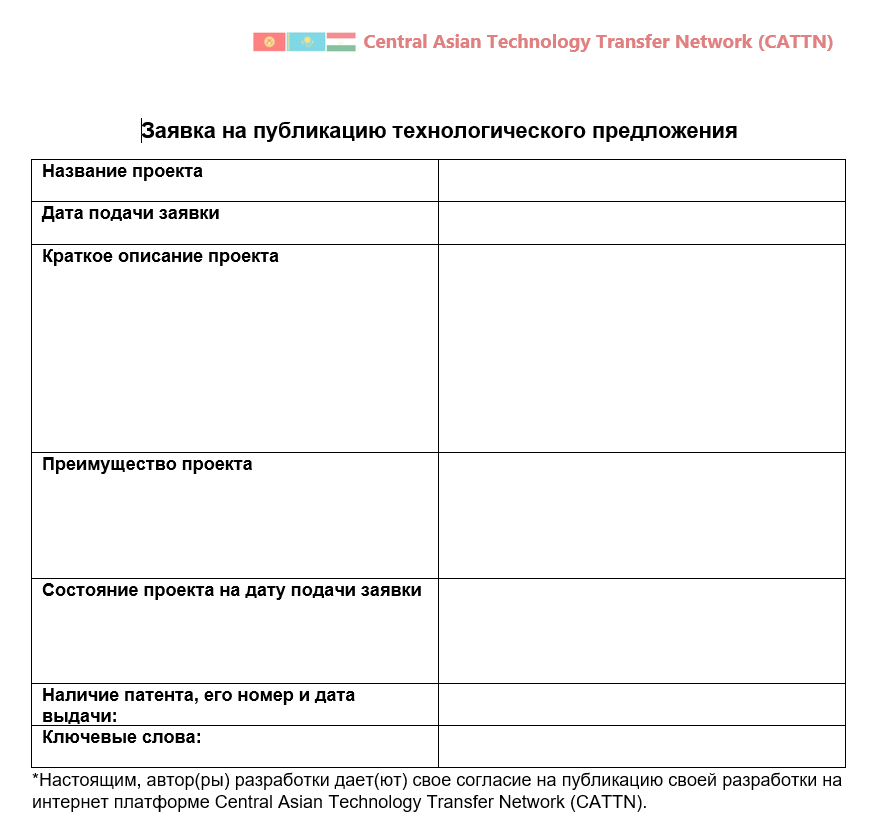 Central Asian Technology Transfer Network (CATTN)
Заявка на публикацию технологического предложения
Название проекта
Дата подачи заявки
Краткое описание проекта
Преимущество проекта
Состояние проекта на дату подачи заявки
Наличие патента, его номер и дата
выдачи:
Ключевые слова:
*Настоящим, автор(ры) разработки дает(ют) свое согласие на публикацию своей разработки на
интернет платформе Central Asian Technology Transfer Network (CATTN).